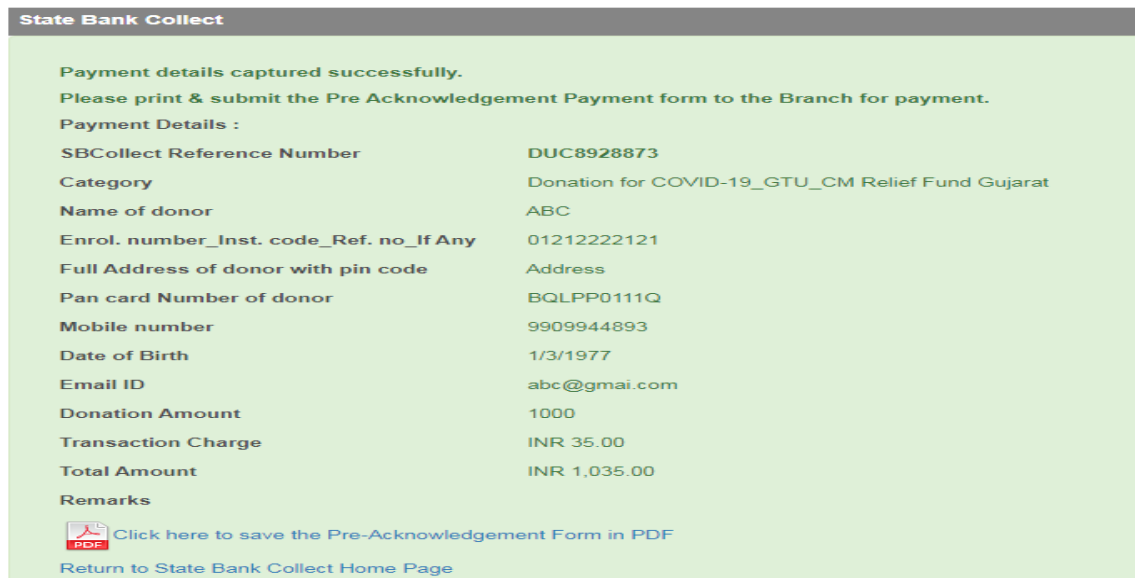 State Bank Collect
Payment details captured successfully.
Please print & submit the Pre Acknowledgement Payment form to the Branch for payment.
Payment Details :
SBCollect Reference Number DUC8928873
Category Donation for COVID-19_GTU_CM Relief Fund Gujarat
Name of donor ABC
Enrol. number_Inst. code_Ref. no_If Any 01212222121
Full Address of donor with pin code Address
Pan card Number of donor BQLPP0111Q
Mobile number 9909944893
Date of Birth 1/3/1977
Email ID abc@gmai.com
Donation Amount 1000
Transaction Charge INR 35.00
Total Amount INR 1,035.00
Remarks
PDF Click here to save the Pre-Acknowledgement Form in PDF
Return to State Bank Collect Home Page